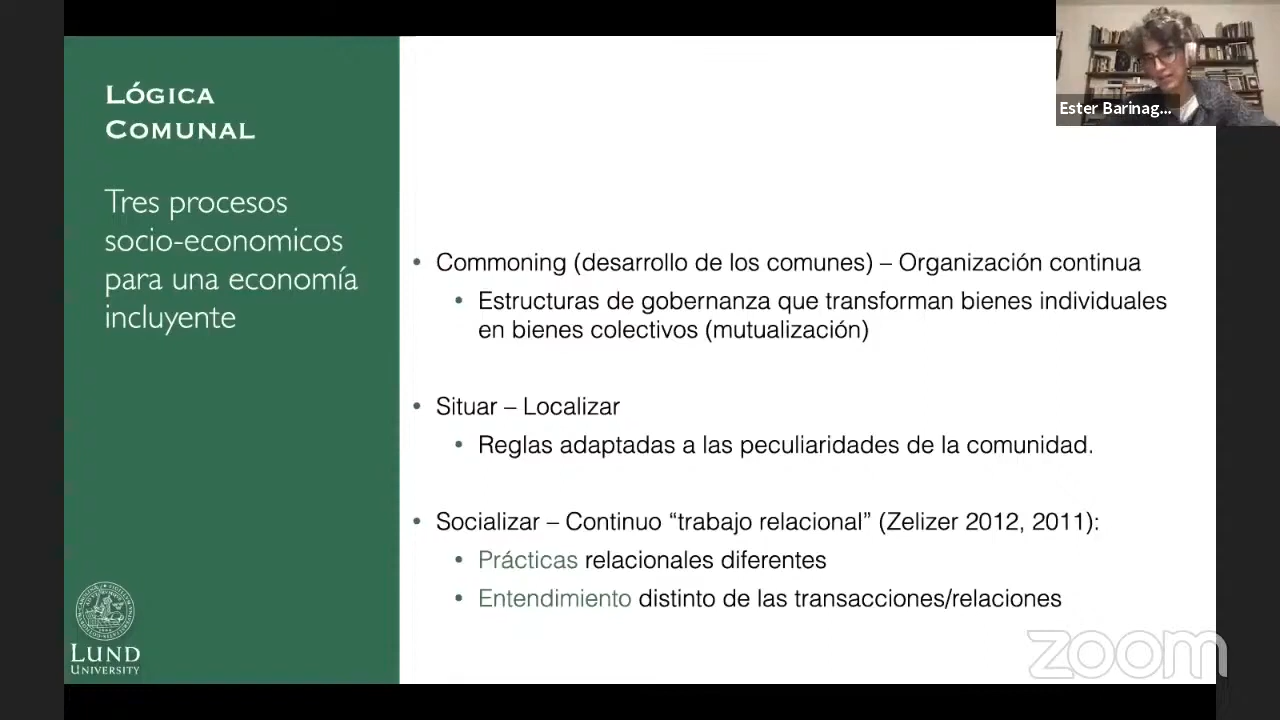 LÓGICA
COMUNAL
Tres procesos
socio-economicos
para una economía
incluyente
• Commoning (desarrollo de los comunes) – Organización continua
• Estructuras de gobernanza que transforman bienes individuales
en bienes colectivos (mutualización)
• Situar – Localizar
• Reglas adaptadas a las peculiaridades de la comunidad.
• Socializar – Continuo “trabajo relacional” (Zelizer 2012, 2011):
• Prácticas relacionales diferentes
• Entendimiento distinto de las transacciones/relaciones
LUND
UNIVERSITY
Ester Barinag...
zoom